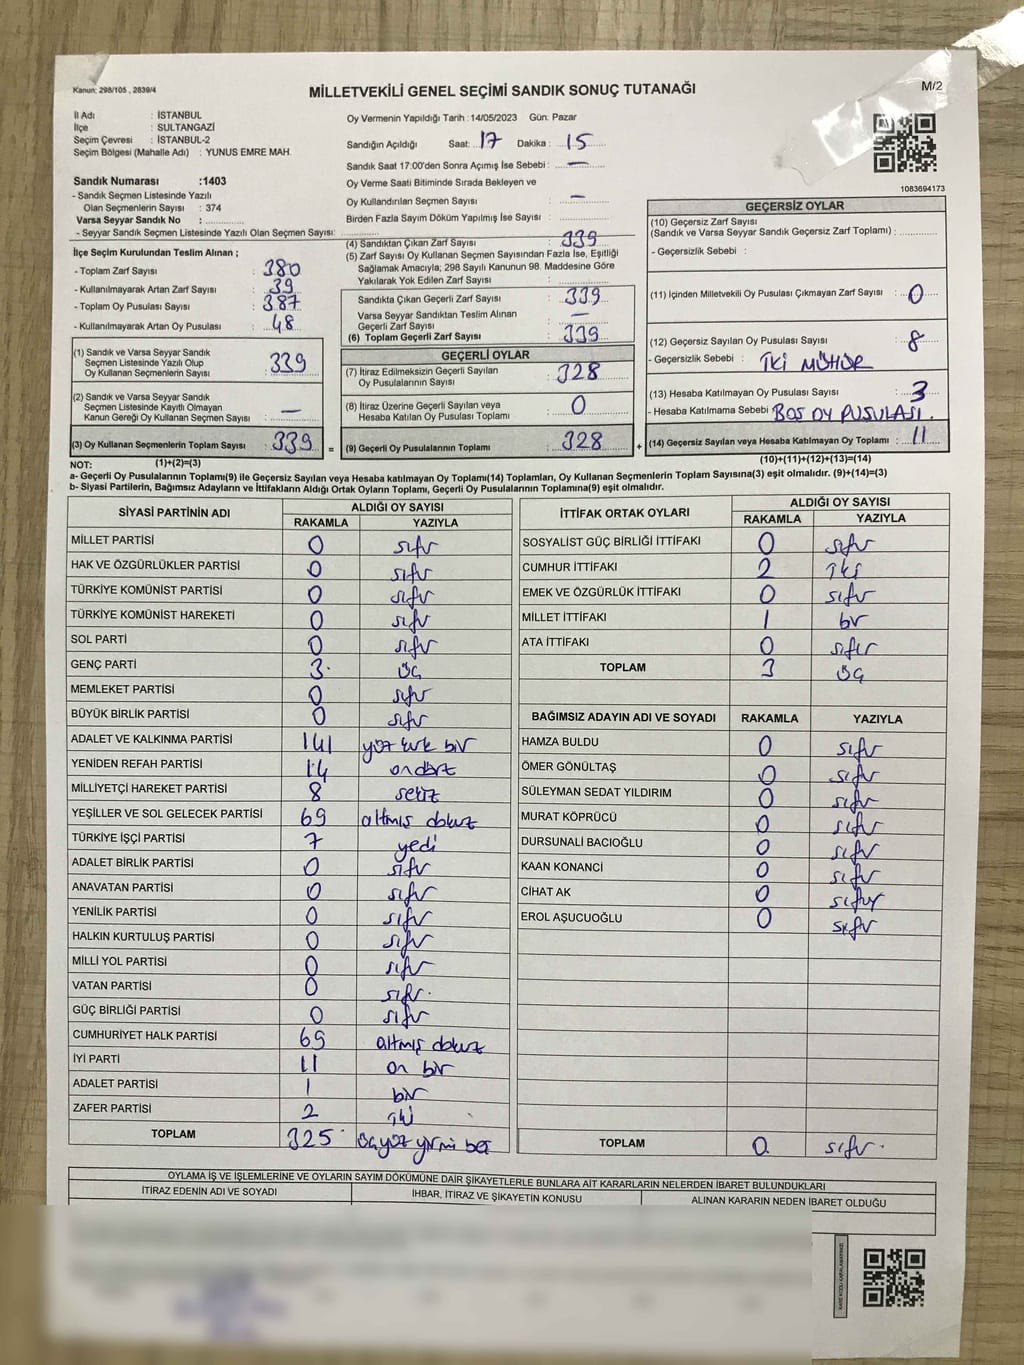 Kanun: 298/105 , 2839/4
MİLLETVEKİLİ GENEL SEÇİMİ SANDIK SONUÇ TUTANAĞI
M/2
İl Adı : İSTANBUL
İlçe : SULTANGAZİ
Seçim Çevresi : İSTANBUL-2
Seçim Bölgesi (Mahalle Adı) : YUNUS EMRE MAH.
Oy Vermenin Yapıldığı Tarih : 14/05/2023 Gün: Pazar
Sandığın Açıldığı Saat: 17 Dakika : 15
Sandık Saat 17:00'den Sonra Açımış İse Sebebi : —
Oy Verme Saati Bitiminde Sırada Bekleyen ve
Oy Kullandırılan Seçmen Sayısı : —
Birden Fazla Sayım Döküm Yapılmış İse Sayısı :
1083694173
Sandık Numarası :1403
- Sandık Seçmen Listesinde Yazılı
Olan Seçmenlerin Sayısı : 374
Varsa Seyyar Sandık No :
- Seyyar Sandık Seçmen Listesinde Yazılı Olan Seçmen Sayısı:
İlçe Seçim Kurulundan Teslim Alınan ;
- Toplam Zarf Sayısı : 380
- Kullanılmayarak Artan Zarf Sayısı : 39
- Toplam Oy Pusulası Sayısı : 387
- Kullanılmayarak Artan Oy Pusulası : 48
(1) Sandık ve Varsa Seyyar Sandık
Seçmen Listesinde Yazılı Olup
Oy Kullanan Seçmenlerin Sayısı : 339
(2) Sandık ve Varsa Seyyar Sandık
Seçmen Listesinde Kayıtlı Olmayan
Kanun Gereği Oy Kullanan Seçmen Sayısı : —
(3) Oy Kullanan Seçmenlerin Toplam Sayısı : 339 =
(1)+(2)=(3)
(4) Sandıktan Çıkan Zarf Sayısı : 339
(5) Zarf Sayısı Oy Kullanan Seçmen Sayısından Fazla İse, Eşitliği
Sağlamak Amacıyla; 298 Sayılı Kanunun 98. Maddesine Göre
Yakılarak Yok Edilen Zarf Sayısı :
Sandıkta Çıkan Geçerli Zarf Sayısı : 339
Varsa Seyyar Sandıktan Teslim Alınan
Geçerli Zarf Sayısı : —
(6) Toplam Geçerli Zarf Sayısı : 339
GEÇERLİ OYLAR
(7) İtiraz Edilmeksizin Geçerli Sayılan
Oy Pusulalarının Sayısı : 328
(8) İtiraz Üzerine Geçerli Sayılan veya
Hesaba Katılan Oy Pusulası Toplamı : 0
(9) Geçerli Oy Pusulalarının Toplamı : 328 +
GEÇERSİZ OYLAR
(10) Geçersiz Zarf Sayısı
(Sandık ve Varsa Seyyar Sandık Geçersiz Zarf Toplamı) :
- Geçersizlik Sebebi :
(11) İçinden Milletvekili Oy Pusulası Çıkmayan Zarf Sayısı : 0
(12) Geçersiz Sayılan Oy Pusulası Sayısı : 8
- Geçersizlik Sebebi : İKİ MÜHÜR
(13) Hesaba Katılmayan Oy Pusulası Sayısı : 3
- Hesaba Katılmama Sebebi : BOŞ OY PUSULASI.
(14) Geçersiz Sayılan veya Hesaba Katılmayan Oy Toplamı : 11
(10)+(11)+(12)+(13)=(14)
NOT:
a- Geçerli Oy Pusulalarının Toplamı(9) ile Geçersiz Sayılan veya Hesaba katılmayan Oy Toplamı(14) Toplamları, Oy Kullanan Seçmenlerin Toplam Sayısına(3) eşit olmalıdır. (9)+(14)=(3)
b- Siyasi Partilerin, Bağımsız Adayların ve İttifakların Aldığı Ortak Oyların Toplamı, Geçerli Oy Pusulalarının Toplamına(9) eşit olmalıdır.
SİYASİ PARTİNİN ADI ALDIĞI OY SAYISI
RAKAMLA YAZIYLA
MİLLET PARTİSİ 0 sıfır
HAK VE ÖZGÜRLÜKLER PARTİSİ 0 sıfır
TÜRKİYE KOMÜNİST PARTİSİ 0 sıfır
TÜRKİYE KOMÜNİST HAREKETİ 0 sıfır
SOL PARTİ 0 sıfır
GENÇ PARTİ 3 üç
MEMLEKET PARTİSİ 0 sıfır
BÜYÜK BİRLİK PARTİSİ 0 sıfır
ADALET VE KALKINMA PARTİSİ 141 yüz kırk bir
YENİDEN REFAH PARTİSİ 14 on dört
MİLLİYETÇİ HAREKET PARTİSİ 8 sekiz
YEŞİLLER VE SOL GELECEK PARTİSİ 69 altmış dokuz
TÜRKİYE İŞÇİ PARTİSİ 7 yedi
ADALET BİRLİK PARTİSİ 0 sıfır
ANAVATAN PARTİSİ 0 sıfır
YENİLİK PARTİSİ 0 sıfır
HALKIN KURTULUŞ PARTİSİ 0 sıfır
MİLLİ YOL PARTİSİ 0 sıfır
VATAN PARTİSİ 0 sıfır
GÜÇ BİRLİĞİ PARTİSİ 0 sıfır
CUMHURİYET HALK PARTİSİ 69 altmış dokuz
İYİ PARTİ 11 on bir
ADALET PARTİSİ 1 bir
ZAFER PARTİSİ 2 iki
TOPLAM 325 üçyüz yirmi beş
İTTİFAK ORTAK OYLARI ALDIĞI OY SAYISI
RAKAMLA YAZIYLA
SOSYALİST GÜÇ BİRLİĞİ İTTİFAKI 0 sıfır
CUMHUR İTTİFAKI 2 iki
EMEK VE ÖZGÜRLÜK İTTİFAKI 0 sıfır
MİLLET İTTİFAKI 1 bir
ATA İTTİFAKI 0 sıfır
TOPLAM 3 üç
BAĞIMSIZ ADAYIN ADI VE SOYADI RAKAMLA YAZIYLA
HAMZA BULDU 0 sıfır
ÖMER GÖNÜLTAŞ 0 sıfır
SÜLEYMAN SEDAT YILDIRIM 0 sıfır
MURAT KÖPRÜCÜ 0 sıfır
DURSUNALİ BACIOĞLU 0 sıfır
KAAN KONANCİ 0 sıfır
CİHAT AK 0 sıfır
EROL AŞUCUOĞLU 0 sıfır
TOPLAM 0 sıfır
OYLAMA İŞ VE İŞLEMLERİNE VE OYLARIN SAYIM DÖKÜMÜNE DAİR ŞİKAYETLERLE BUNLARA AİT KARARLARIN NELERDEN İBARET BULUNDUKLARI
İTİRAZ EDENİN ADI VE SOYADI İHBAR, İTİRAZ VE ŞİKAYETİN KONUSU ALINAN KARARIN NEDEN İBARET OLDUĞU